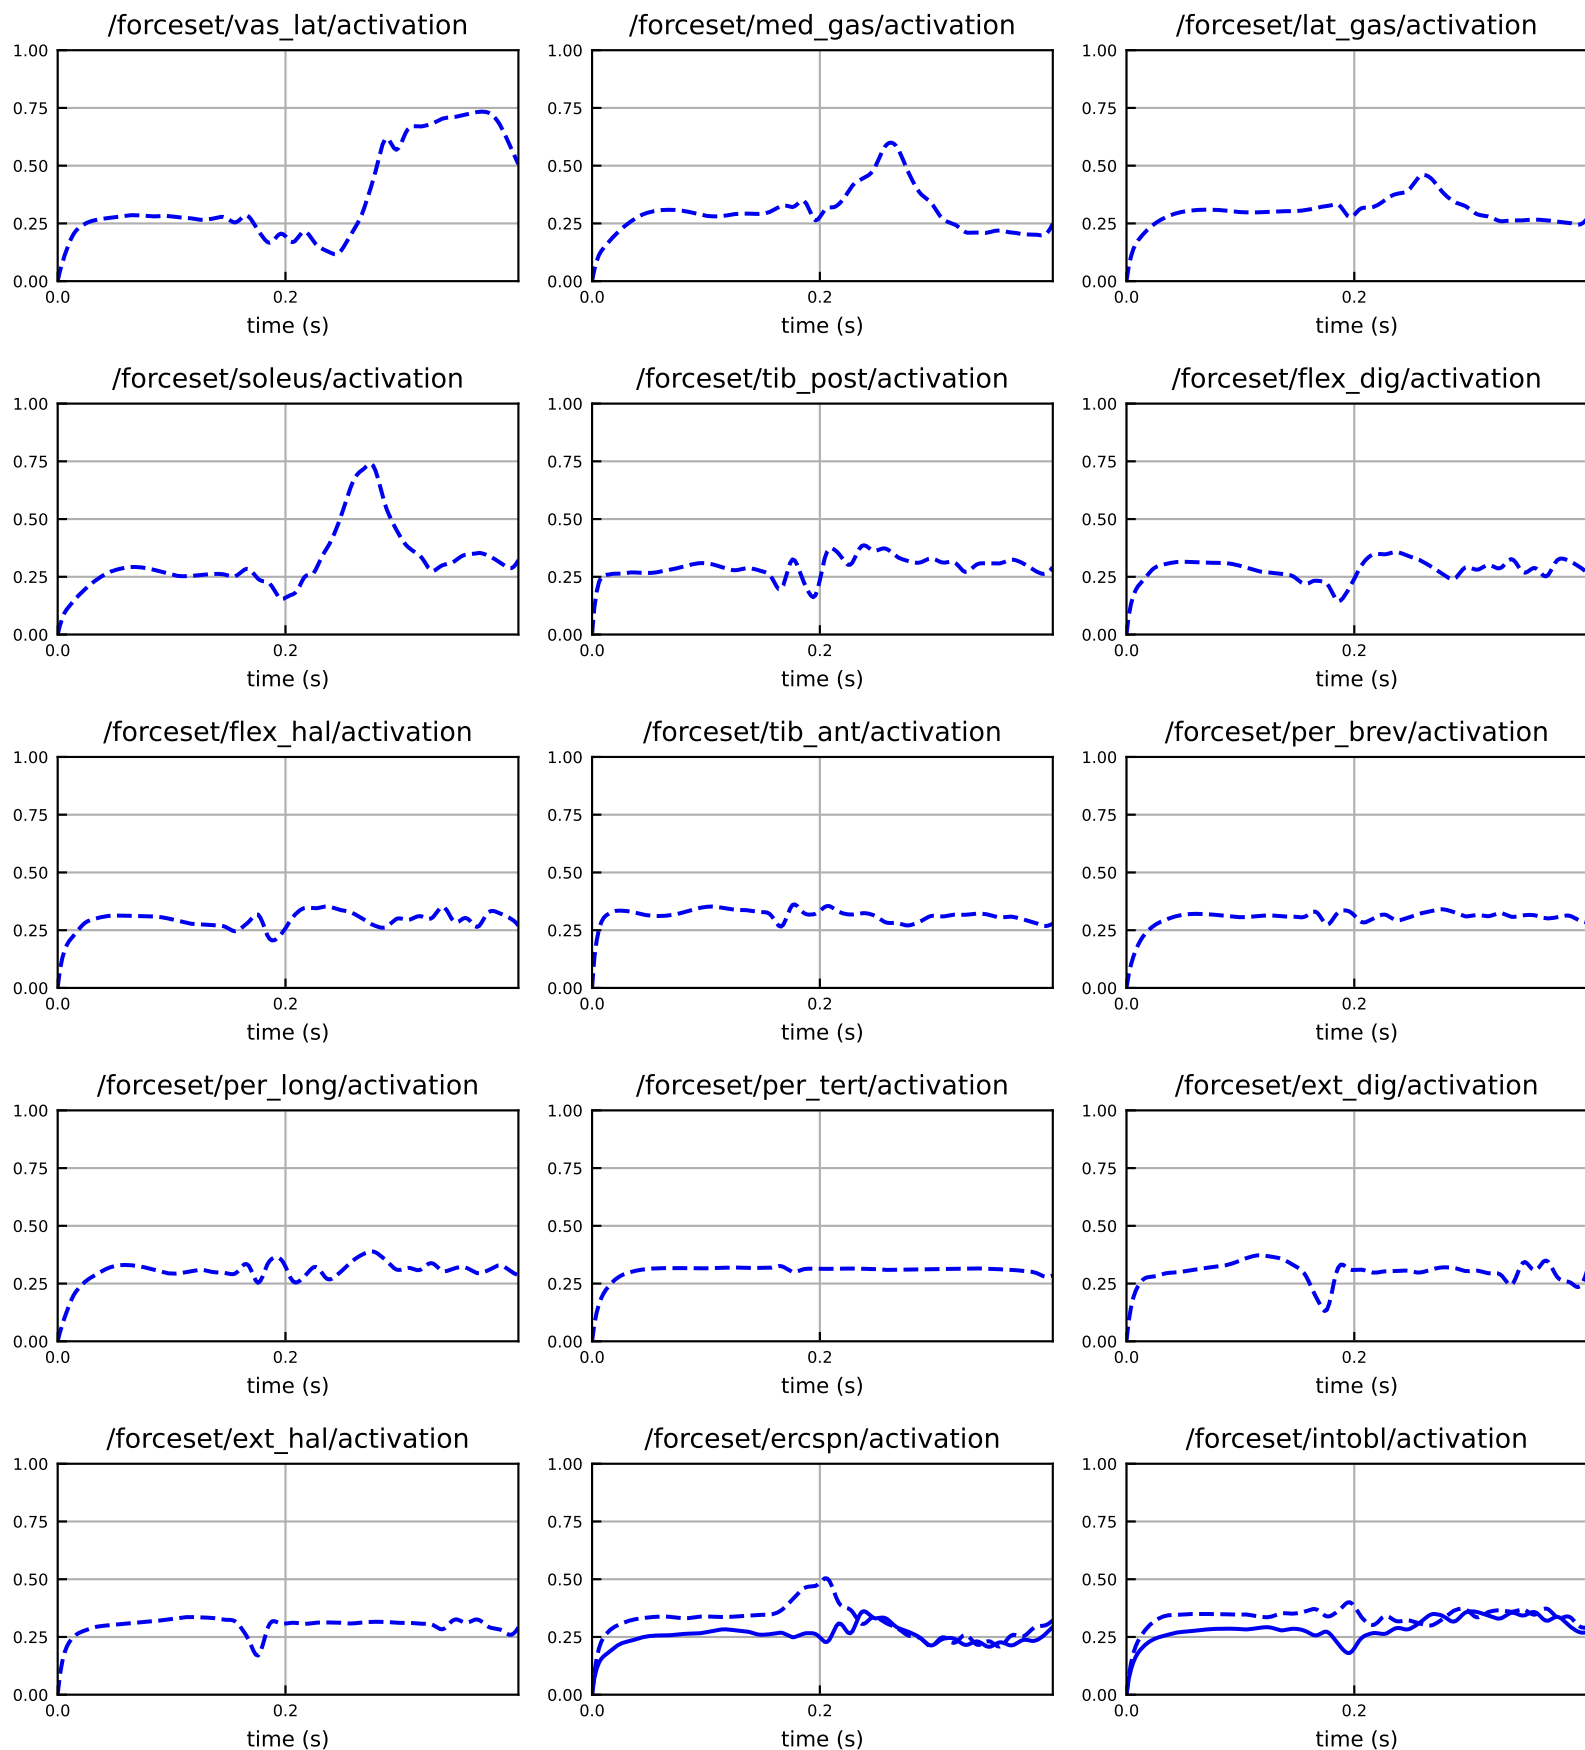 /forceset/vas_lat/activation /forceset/med_gas/activation /forceset/lat_gas/activation
1.00 1.00 1.00
0.75 0.75 0.75
0.50 0.50 0.50
0.25 0.25 0.25
0.00 0.00 0.00
0.0 0.2 0.0 0.2 0.0 0.2
time (s) time (s) time (s)
/forceset/soleus/activation /forceset/tib_post/activation /forceset/flex_dig/activation
1.00 1.00 1.00
0.75 0.75 0.75
0.50 0.50 0.50
0.25 0.25 0.25
0.00 0.00 0.00
0.0 0.2 0.0 0.2 0.0 0.2
time (s) time (s) time (s)
/forceset/flex_hal/activation /forceset/tib_ant/activation /forceset/per_brev/activation
1.00 1.00 1.00
0.75 0.75 0.75
0.50 0.50 0.50
0.25 0.25 0.25
0.00 0.00 0.00
0.0 0.2 0.0 0.2 0.0 0.2
time (s) time (s) time (s)
/forceset/per_long/activation /forceset/per_tert/activation /forceset/ext_dig/activation
1.00 1.00 1.00
0.75 0.75 0.75
0.50 0.50 0.50
0.25 0.25 0.25
0.00 0.00 0.00
0.0 0.2 0.0 0.2 0.0 0.2
time (s) time (s) time (s)
/forceset/ext_hal/activation /forceset/ercspn/activation /forceset/intobl/activation
1.00 1.00 1.00
0.75 0.75 0.75
0.50 0.50 0.50
0.25 0.25 0.25
0.00 0.00 0.00
0.0 0.2 0.0 0.2 0.0 0.2
time (s) time (s) time (s)